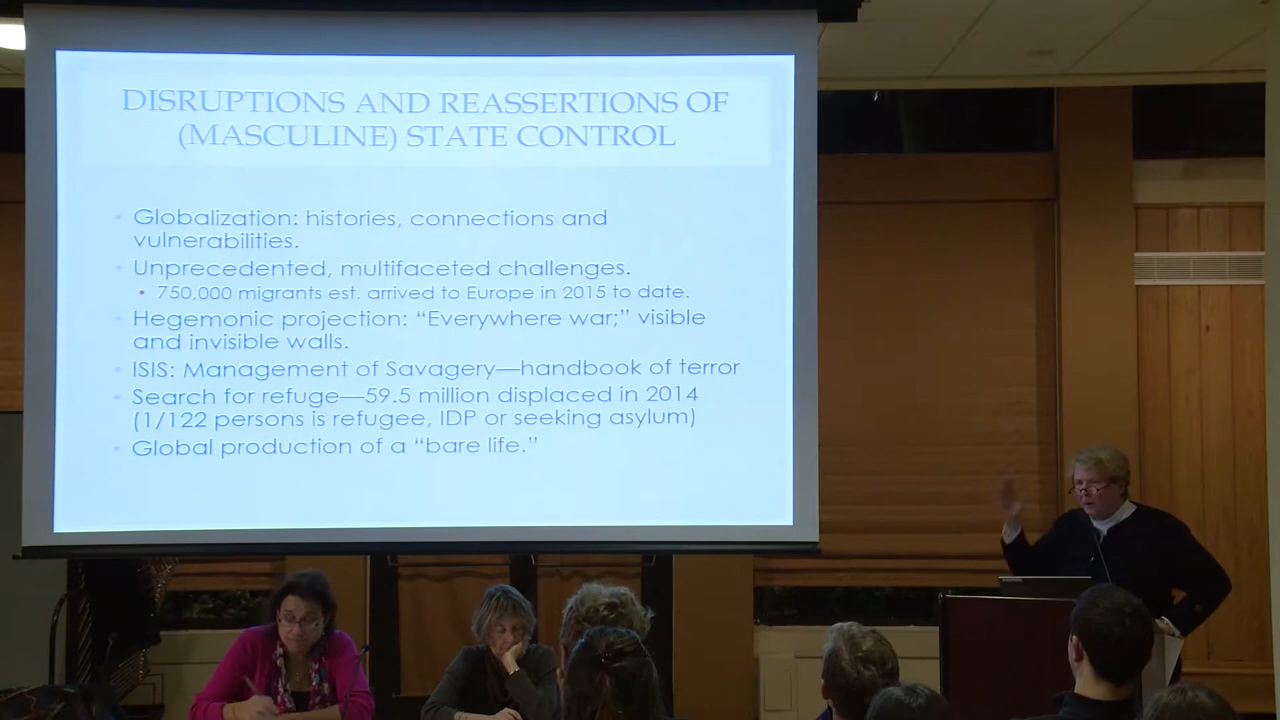 DISRUPTIONS AND REASSERTIONS OF
(MASCULINE) STATE CONTROL
Globalization: histories, connections and
vulnerabilities.
Unprecedented, multifaceted challenges.
750,000 migrants est. arrived to Europe in 2015 to date.
Hegemonic projection: “Everywhere war;” visible
and invisible walls.
ISIS: Management of Savagery—handbook of terror
Search for refuge—59.5 million displaced in 2014
(1/122 persons is refugee, IDP or seeking asylum)
Global production of a “bare life.”